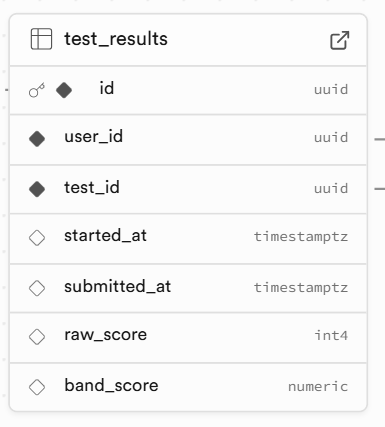 test_results
id uuid
user_id uuid
test_id uuid
started_at timestamptz
submitted_at timestamptz
raw_score int4
band_score numeric